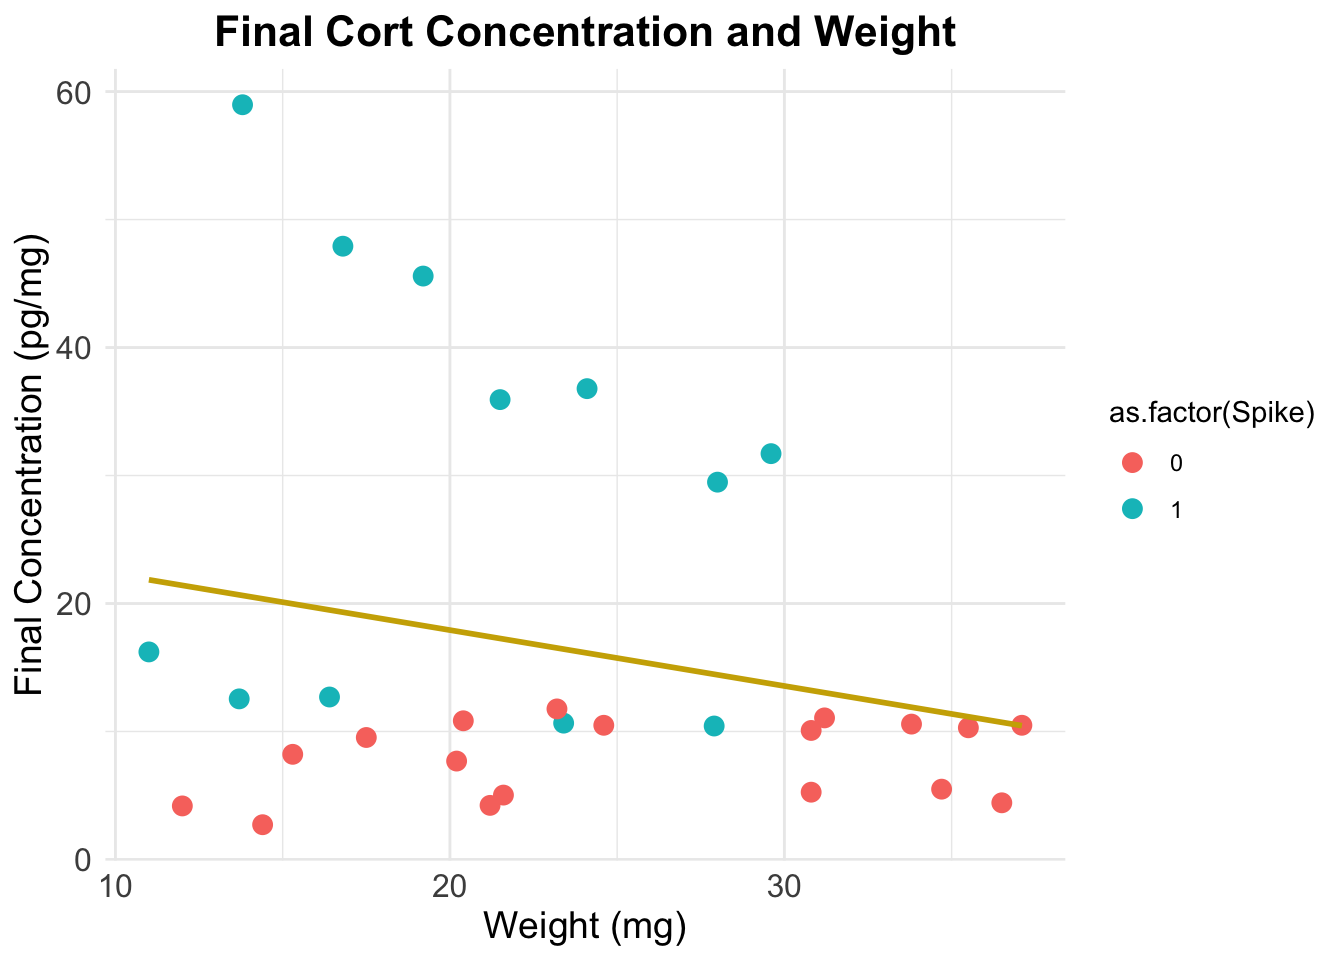 Final Cort Concentration and Weight
Final Concentration (pg/mg)
60
40
20
0
10 20 30
Weight (mg)
as.factor(Spike)
0
1